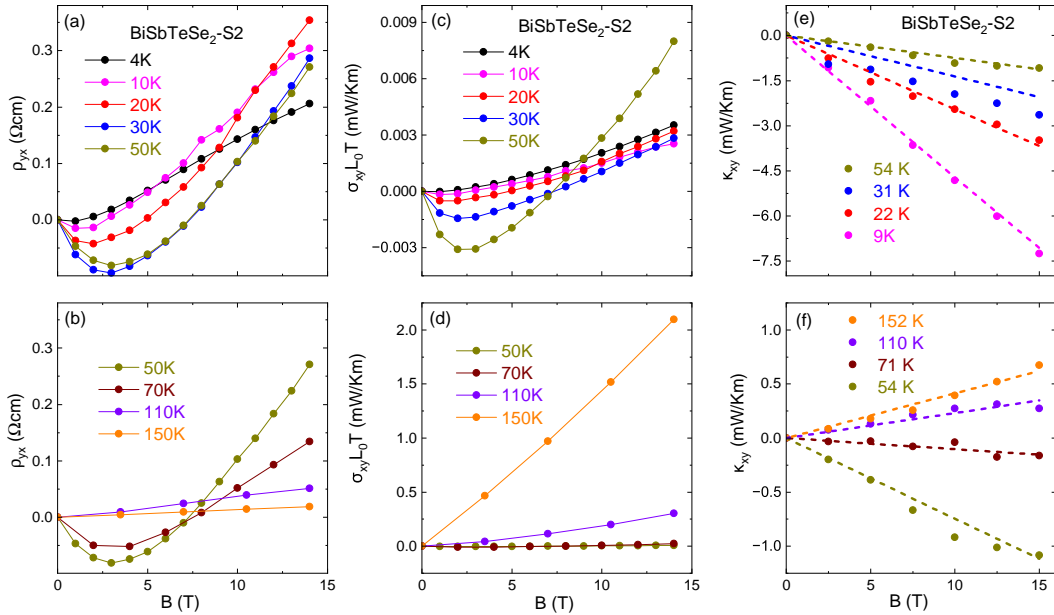 (a)
BiSbTeSe2-S2
4K
10K
20K
30K
50K
ρyx (Ωcm)
0.0
0.1
0.2
0.3
(c)
BiSbTeSe2-S2
4K
10K
20K
30K
50K
σxyL0T (mW/Km)
0.009
0.006
0.003
0.000
−0.003
(e)
BiSbTeSe2-S2
54 K
31 K
22 K
9K
κxy (mW/Km)
0.0
-1.5
-3.0
-4.5
-6.0
-7.5
(b)
50K
70K
110K
150K
ρyx (Ωcm)
0.3
0.2
0.1
0.0
0 5 10 15
B (T)
(d)
50K
70K
110K
150K
σxyL0T (mW/Km)
2.0
1.5
1.0
0.5
0.0
0 5 10 15
B (T)
(f)
152 K
110 K
71 K
54 K
κxy (mW/Km)
1.0
0.5
0.0
-0.5
-1.0
0 5 10 15
B (T)